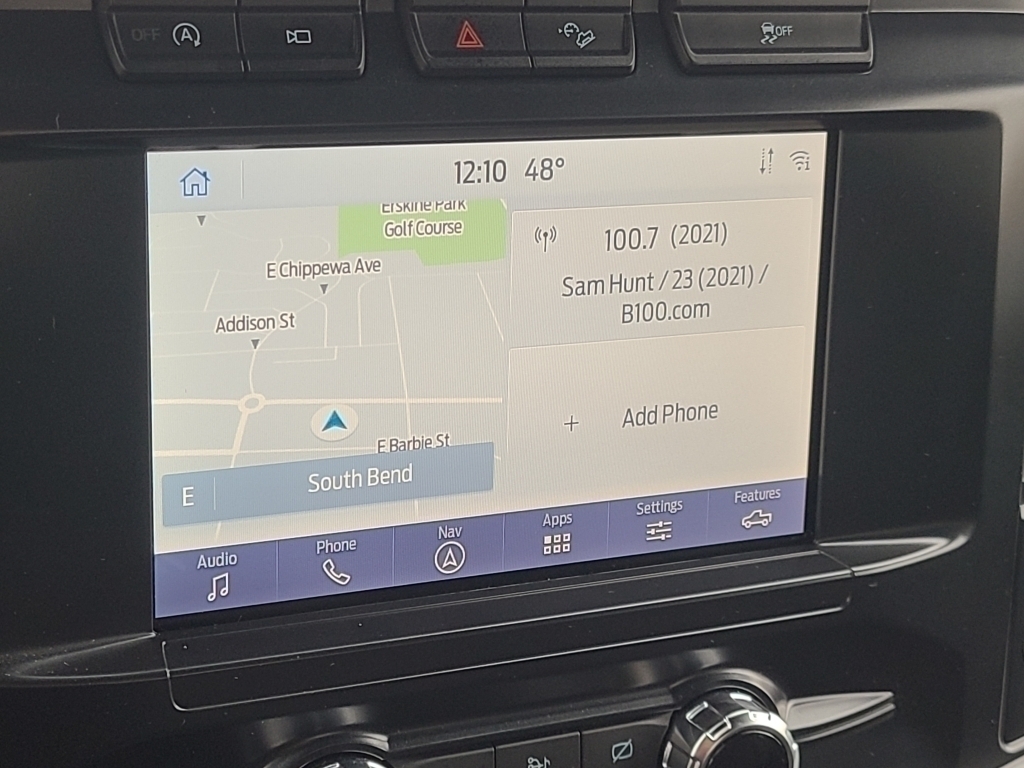 OFF A
OFF
12:10 48°
Erskine Park
Golf Course
E Chippewa Ave
Addison St
E Barbie St
E South Bend
100.7 (2021)
Sam Hunt / 23 (2021) /
B100.com
+ Add Phone
Audio Phone Nav Apps Settings Features